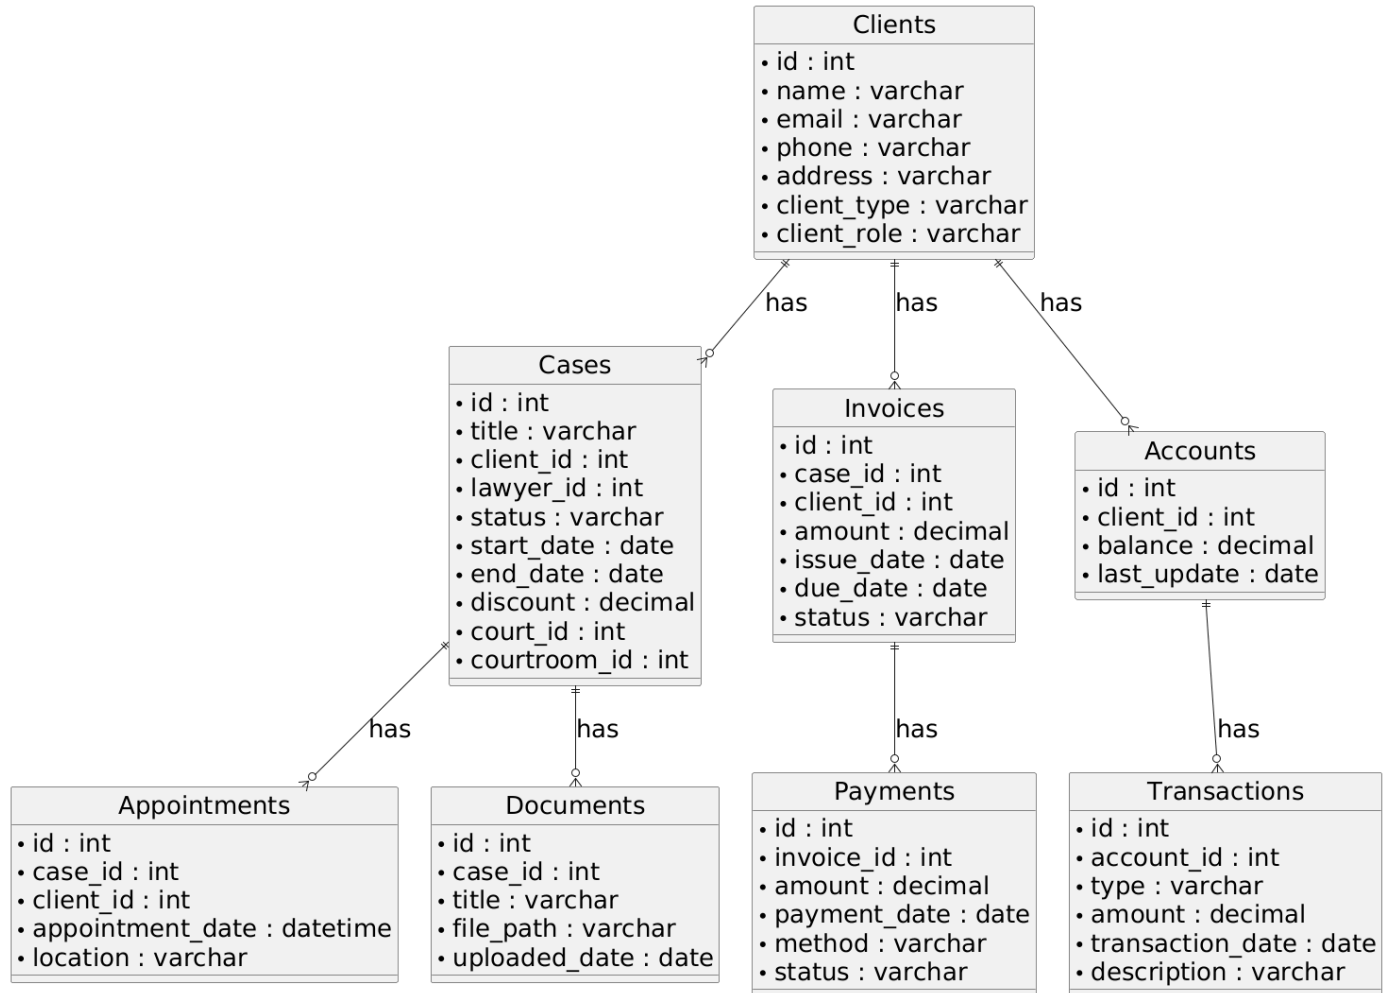 Clients
• id : int
• name : varchar
• email : varchar
• phone : varchar
• address : varchar
• client_type : varchar
• client_role : varchar
has
has
has
Cases
• id : int
• title : varchar
• client_id : int
• lawyer_id : int
• status : varchar
• start_date : date
• end_date : date
• discount : decimal
• court_id : int
• courtroom_id : int
Invoices
• id : int
• case_id : int
• client_id : int
• amount : decimal
• issue_date : date
• due_date : date
• status : varchar
Accounts
• id : int
• client_id : int
• balance : decimal
• last_update : date
has
has
has
has
Appointments
• id : int
• case_id : int
• client_id : int
• appointment_date : datetime
• location : varchar
Documents
• id : int
• case_id : int
• title : varchar
• file_path : varchar
• uploaded_date : date
Payments
• id : int
• invoice_id : int
• amount : decimal
• payment_date : date
• method : varchar
• status : varchar
Transactions
• id : int
• account_id : int
• type : varchar
• amount : decimal
• transaction_date : date
• description : varchar